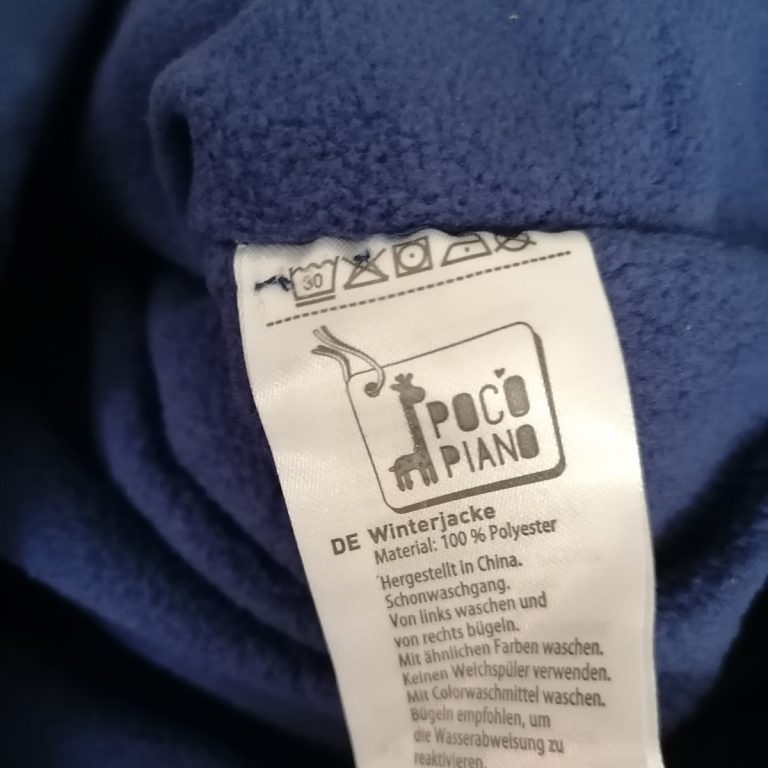 30
POCO
PIANO
DE Winterjacke
Material: 100 % Polyester
Hergestellt in China.
Schonwaschgang.
Von links waschen und
von rechts bügeln.
Mit ähnlichen Farben waschen.
Keinen Weichspüler verwenden.
Mit Colorwaschmittel waschen.
Bügeln empfohlen, um
die Wasserabweisung zu
reaktivieren.